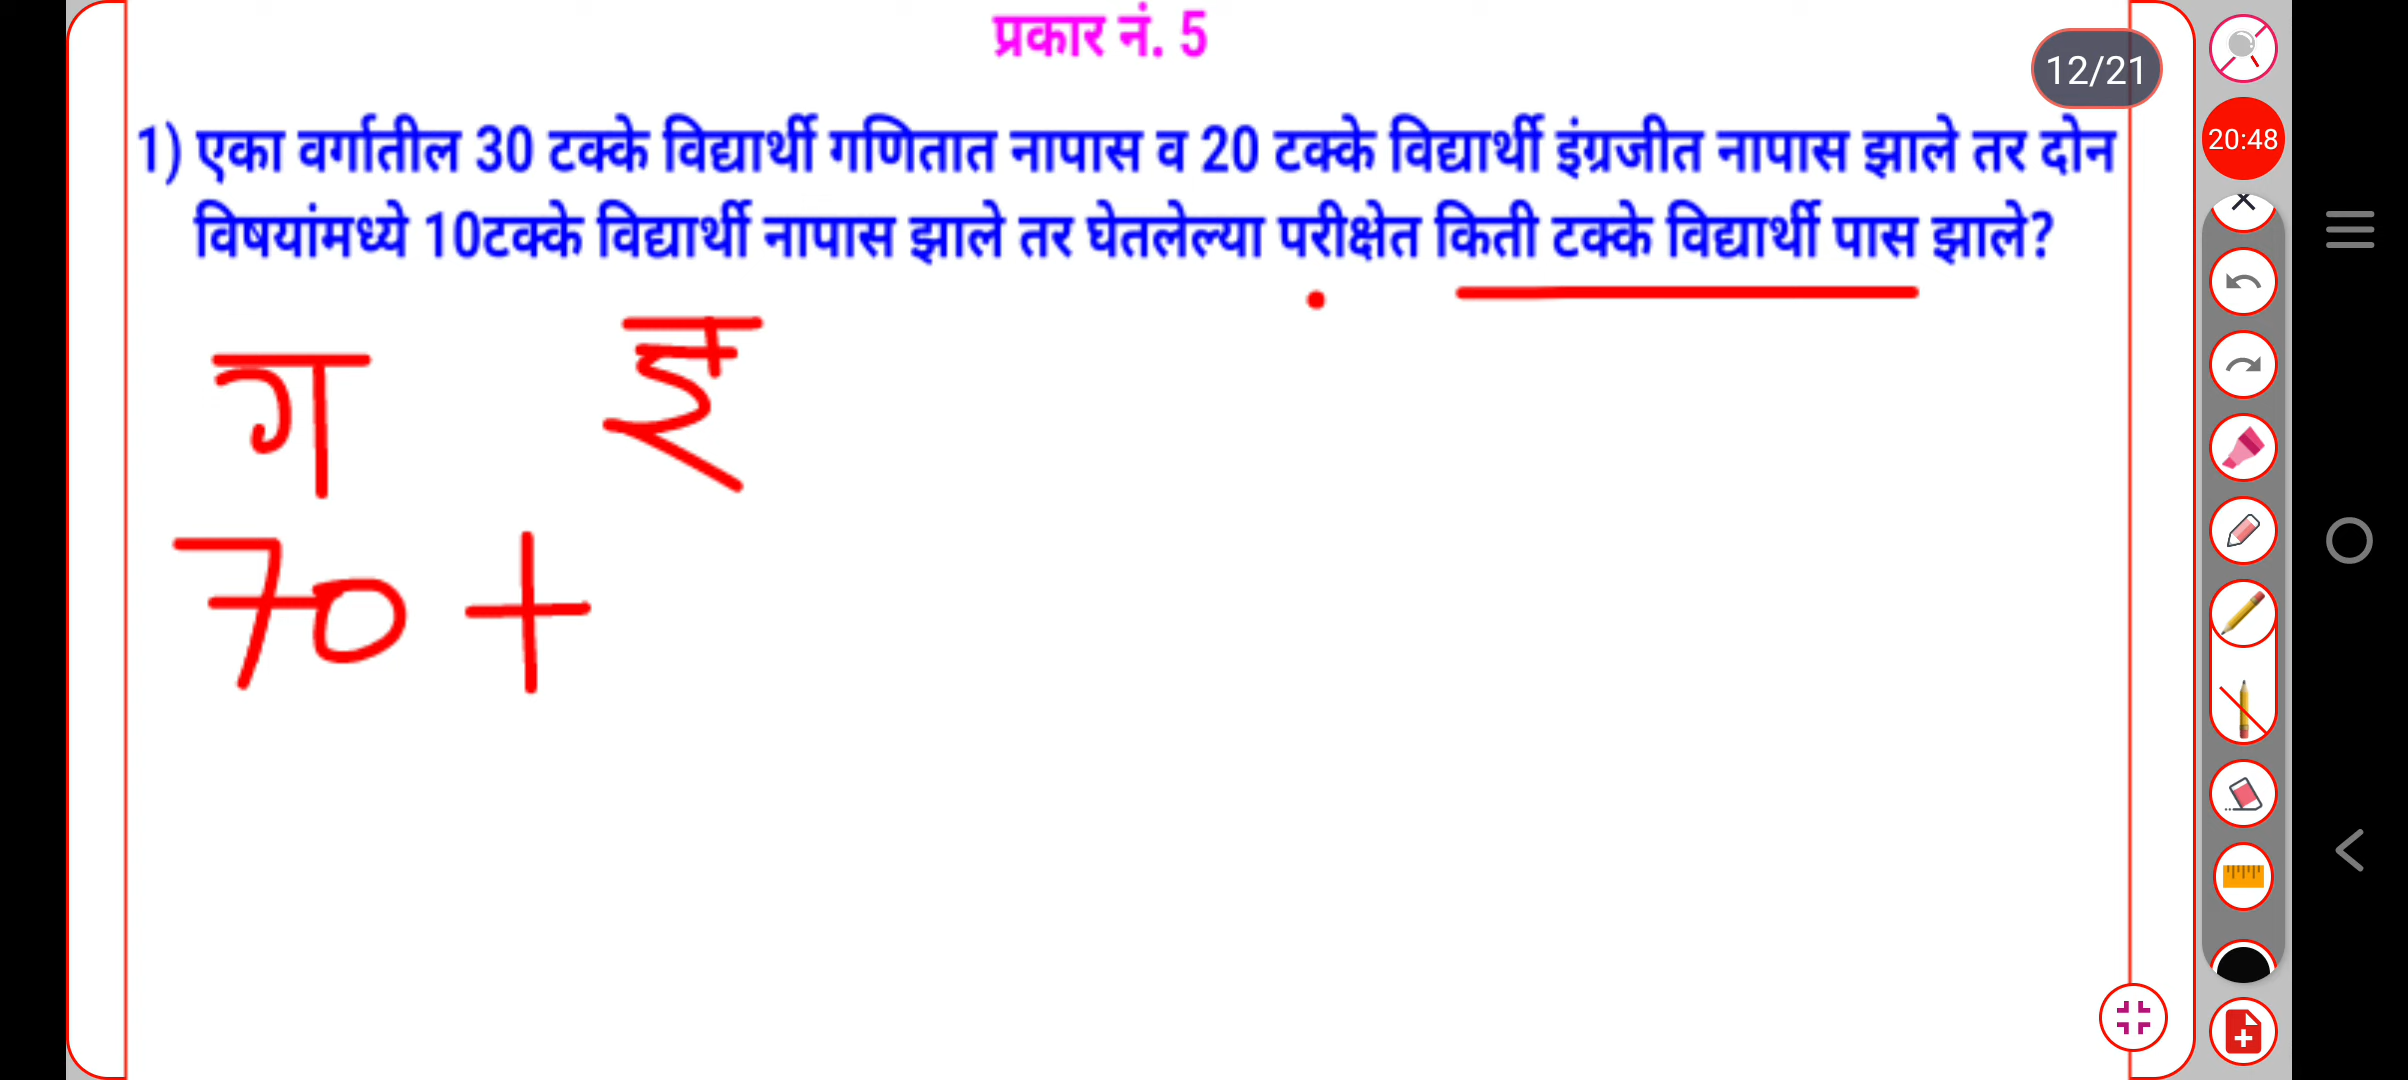 प्रकार नं. 5
12/21
20:48
1) एका वर्गातील 30 टक्के विद्यार्थी गणितात नापास व 20 टक्के विद्यार्थी इंग्रजीत नापास झाले तर दोन
विषयांमध्ये 10टक्के विद्यार्थी नापास झाले तर घेतलेल्या परीक्षेत किती टक्के विद्यार्थी पास झाले?
ग इ
70 +